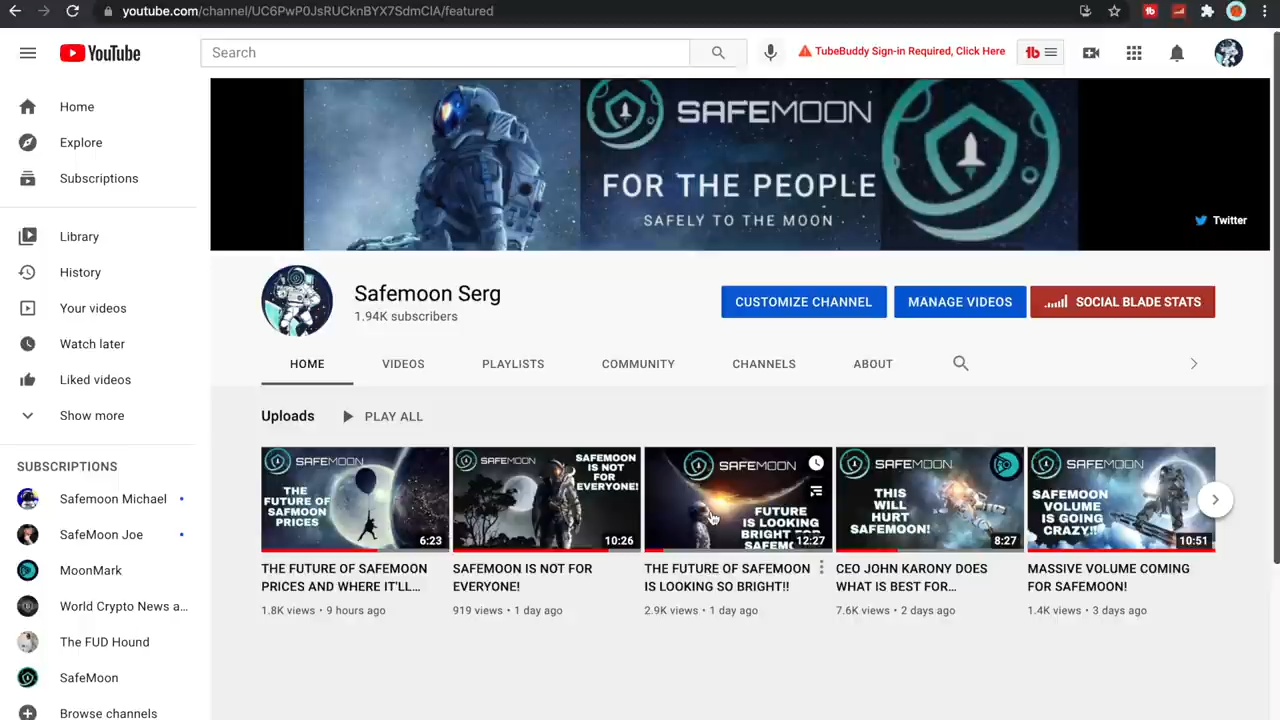 youtube.com/channel/UC6PwP0JsRUCknBYX7SdmCIA/featured
YouTube
Search
TubeBuddy Sign-in Required, Click Here
tb
Home
Explore
Subscriptions
Library
History
Your videos
Watch later
Liked videos
Show more
SUBSCRIPTIONS
Safemoon Michael
SafeMoon Joe
MoonMark
World Crypto News a...
The FUD Hound
SafeMoon
Browse channels
SAFEMOON
FOR THE PEOPLE
SAFELY TO THE MOON
Twitter
Safemoon Serg
1.94K subscribers
CUSTOMIZE CHANNEL
MANAGE VIDEOS
SOCIAL BLADE STATS
HOME VIDEOS PLAYLISTS COMMUNITY CHANNELS ABOUT
Uploads PLAY ALL
SAFEMOON
THE
FUTURE OF
SAFEMOON
PRICES
6:23
THE FUTURE OF SAFEMOON
PRICES AND WHERE IT'LL...
1.8K views • 9 hours ago
SAFEMOON
SAFEMOON
IS NOT
FOR
EVERYONE!
10:26
SAFEMOON IS NOT FOR
EVERYONE!
919 views • 1 day ago
SAFEMOON
FUTURE
IS LOOKING
BRIGHT FOR
SAFEM
12:27
THE FUTURE OF SAFEMOON
IS LOOKING SO BRIGHT!!
2.9K views • 1 day ago
SAFEMOON
THIS
WILL
HURT
SAFEMOON!
8:27
CEO JOHN KARONY DOES
WHAT IS BEST FOR...
7.6K views • 2 days ago
SAFEMOON
SAFEMOON
VOLUME
IS GOING
CRAZY!!
10:51
MASSIVE VOLUME COMING
FOR SAFEMOON!
1.4K views • 3 days ago